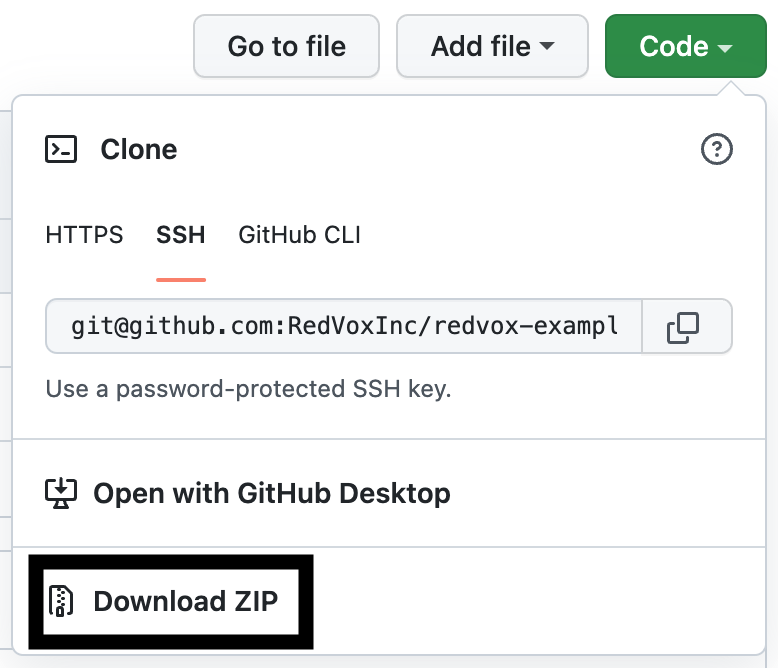 Go to file
Add file
Code
Clone
HTTPS
SSH
GitHub CLI
git@github.com:RedVoxInc/redvox-exampl
Use a password-protected SSH key.
Open with GitHub Desktop
Download ZIP